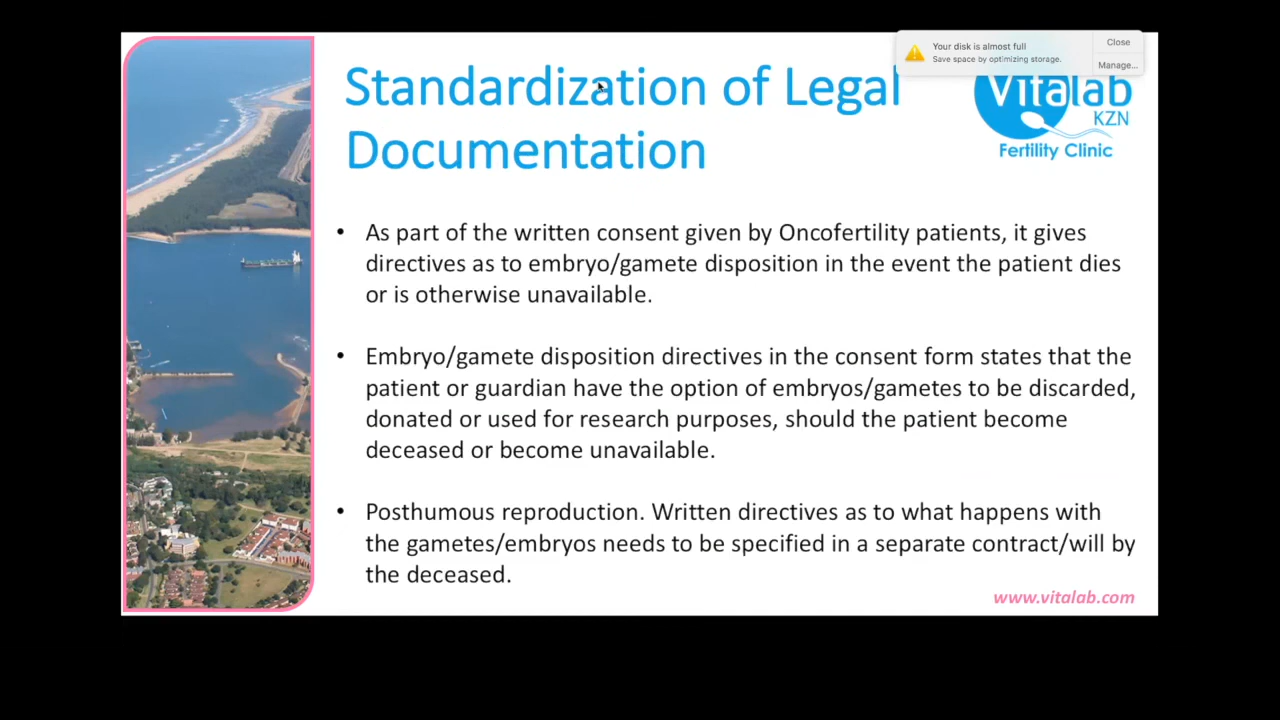 Standardization of Legal
Documentation
Your disk is almost full
Save space by optimizing storage.
Close
Manage...
Vitalab
KZN
Fertility Clinic
• As part of the written consent given by Oncofertility patients, it gives
directives as to embryo/gamete disposition in the event the patient dies
or is otherwise unavailable.
• Embryo/gamete disposition directives in the consent form states that the
patient or guardian have the option of embryos/gametes to be discarded,
donated or used for research purposes, should the patient become
deceased or become unavailable.
• Posthumous reproduction. Written directives as to what happens with
the gametes/embryos needs to be specified in a separate contract/will by
the deceased.
www.vitalab.com